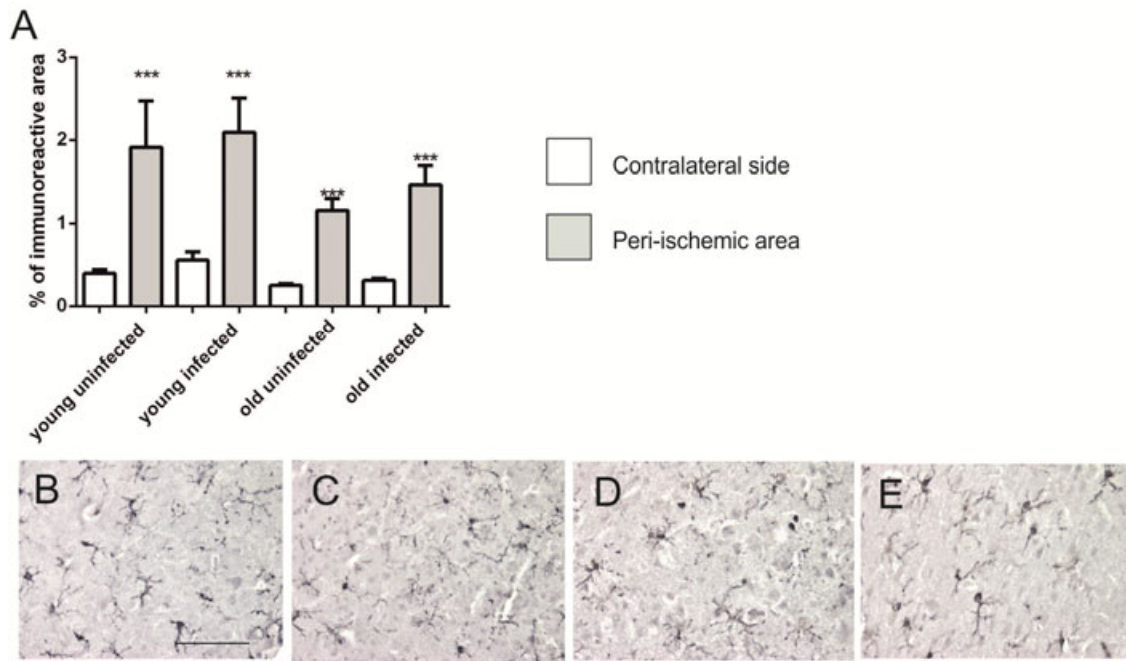 A
3
2
1
0
% of immunoreactive area
***
***
***
***
young uninfected
young infected
old uninfected
old infected
Contralateral side
Peri-ischemic area
B
C
D
E